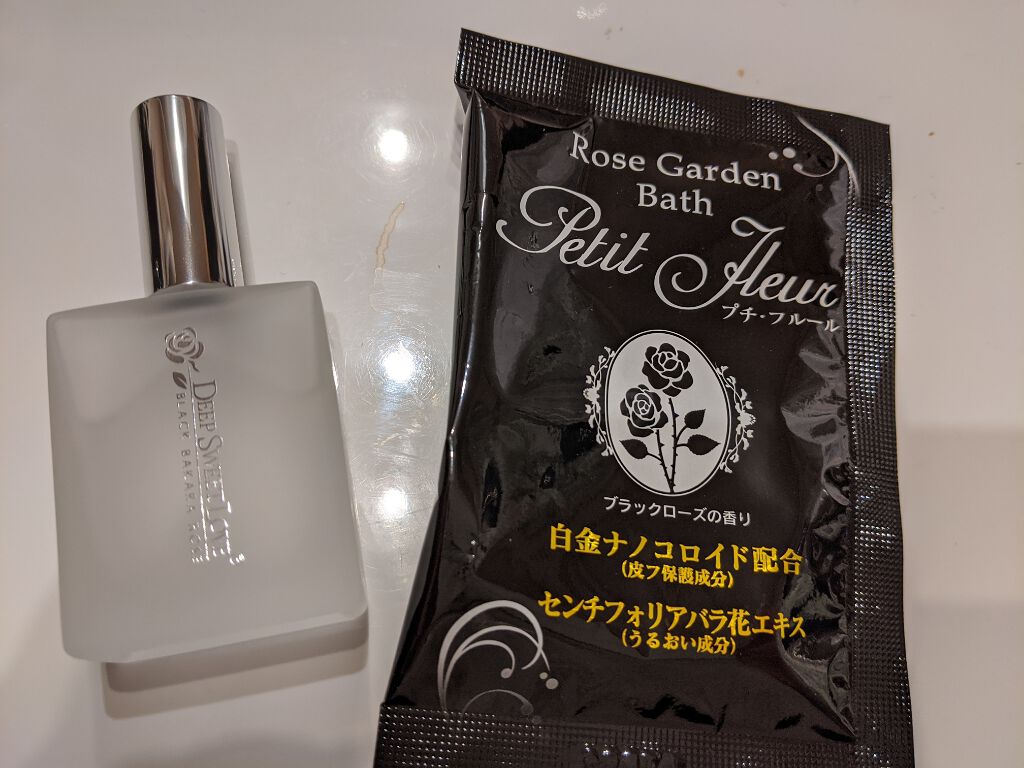 DEEP SWEET LOVE
BLACK BAKARA ROSE
Rose Garden
Bath
Petit Fleur
プチ・フルール
ブラックローズの香り
白金ナノコロイド配合
(皮フ保護成分)
センチフォリアバラ花エキス
(うるおい成分)